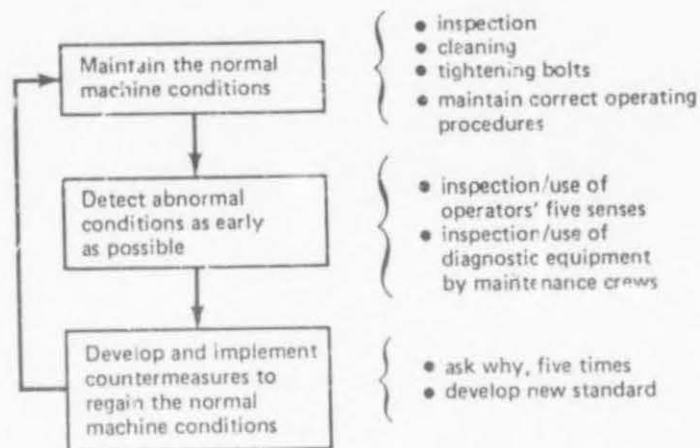 Maintain the normal
machine conditions
● inspection
● cleaning
● tightening bolts
● maintain correct operating
procedures
Detect abnormal
conditions as early
as possible
● inspection/use of
operators' five senses
● inspection/use of
diagnostic equipment
by maintenance crews
Develop and implement
countermeasures to
regain the normal
machine conditions
● ask why, five times
● develop new standard